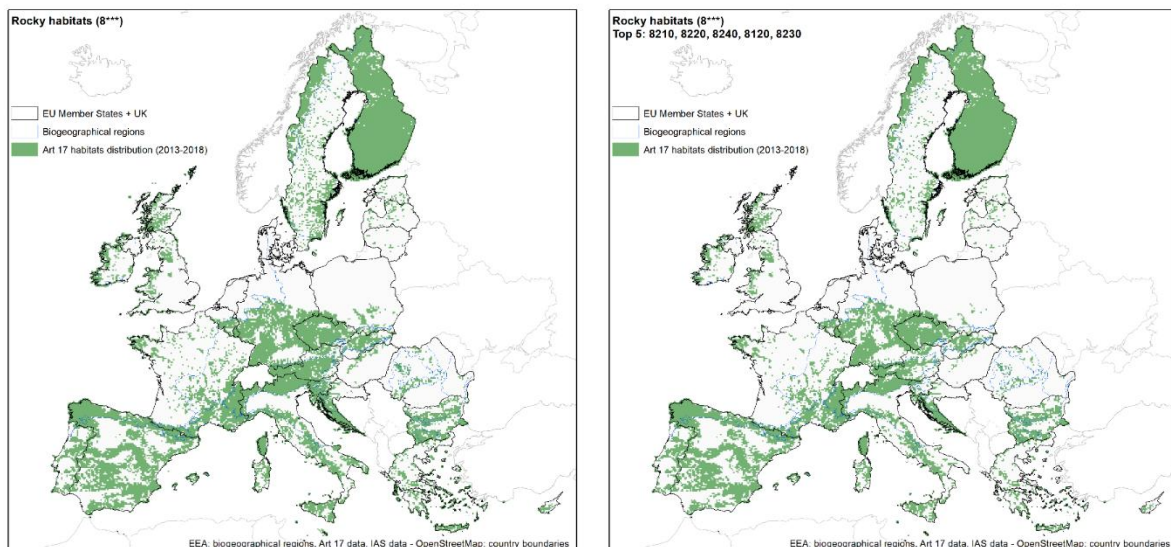 Rocky habitats (8***)
EU Member States + UK
Biogeographical regions
Art 17 habitats distribution (2013-2018)
EEA: biogeographical regions, Art 17 data, IAS data - OpenStreetMap: country boundaries
Rocky habitats (8***)
Top 5: 8210, 8220, 8240, 8120, 8230
EU Member States + UK
Biogeographical regions
Art 17 habitats distribution (2013-2018)
EEA: biogeographical regions, Art 17 data, IAS data - OpenStreetMap: country boundaries